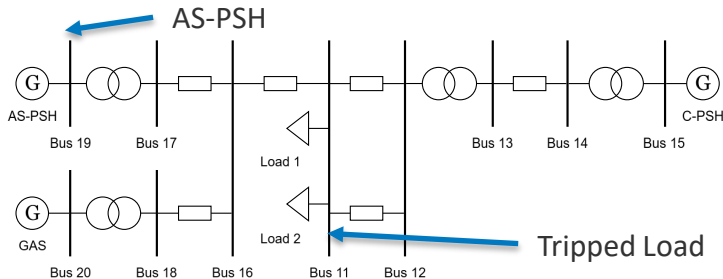 AS-PSH
G
G
AS-PSH
C-PSH
Bus 19
Bus 17
Bus 13
Bus 14
Bus 15
Load 1
G
Load 2
GAS
Tripped Load
Bus 20
Bus 18
Bus 16
Bus 11
Bus 12